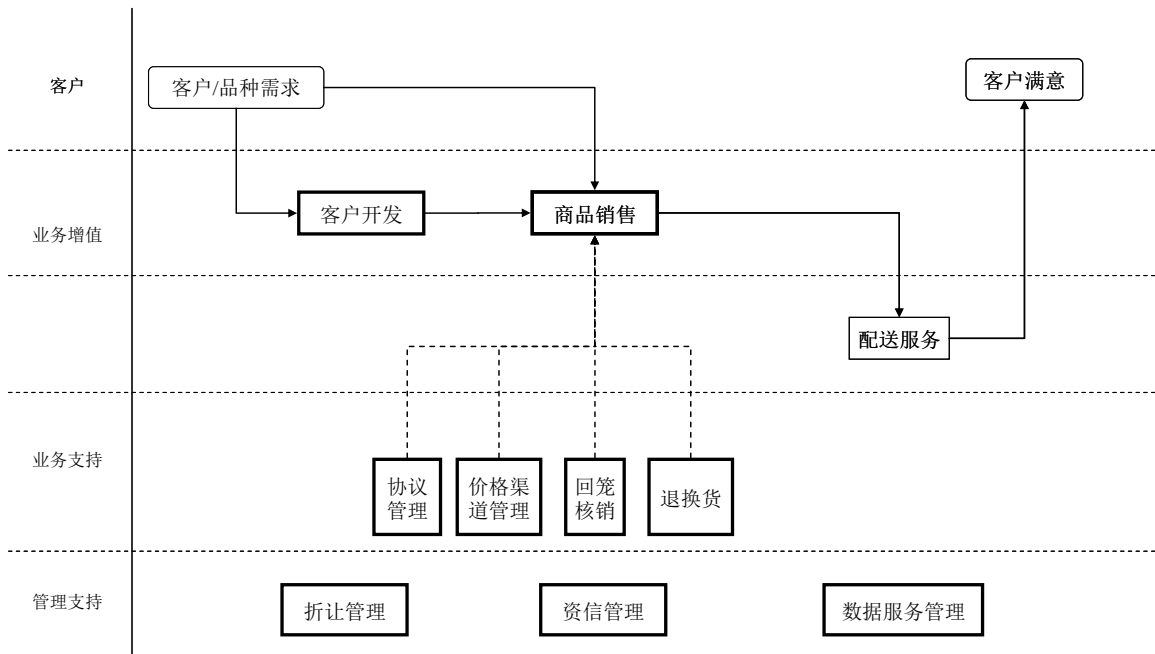 客户
客户/品种需求
客户满意
业务增值
客户开发
商品销售
配送服务
业务支持
协议
管理
价格渠
道管理
回笼
核销
退换货
管理支持
折让管理
资信管理
数据服务管理